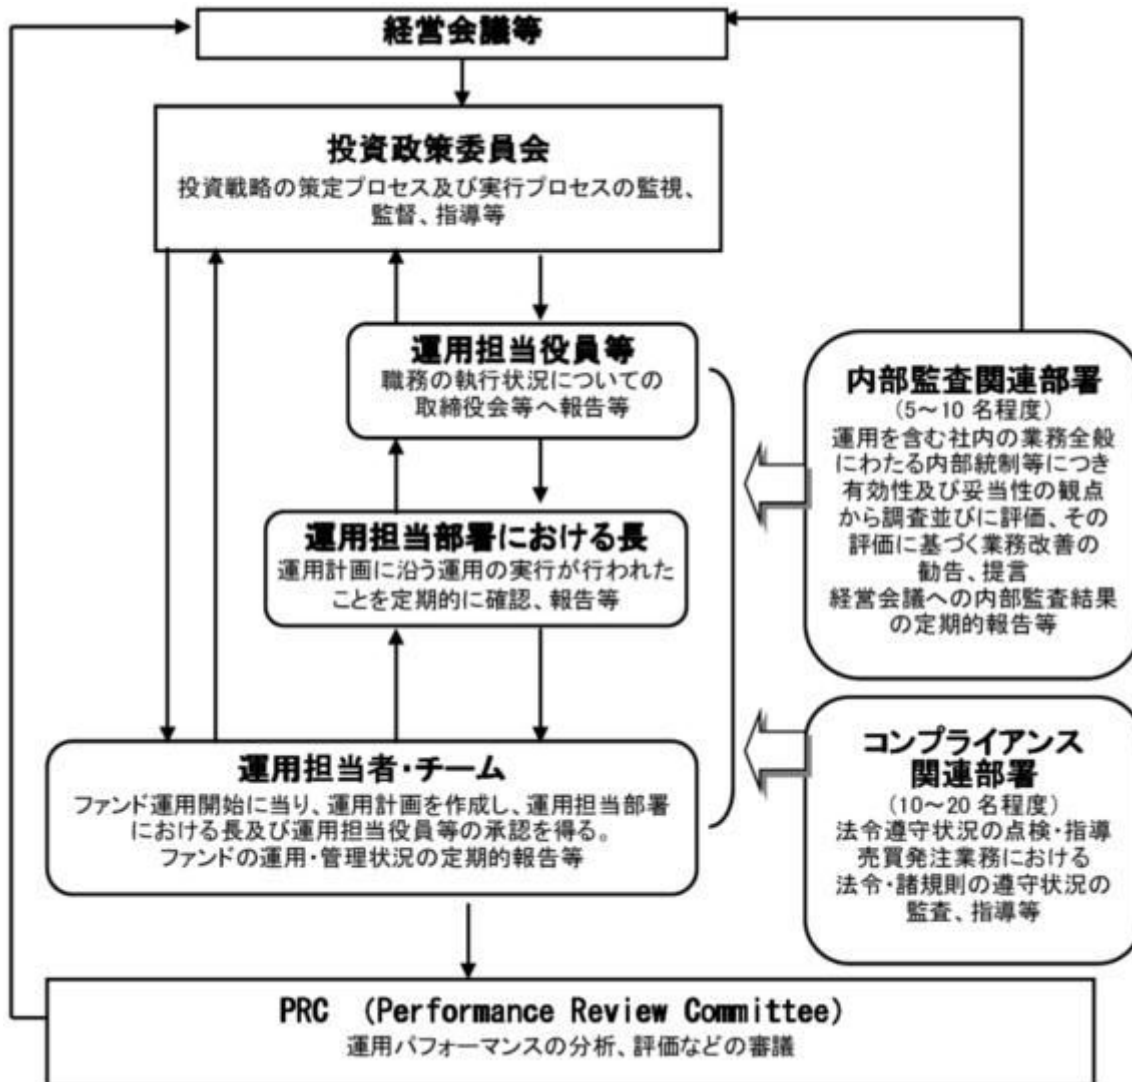 経営会議等
投資政策委員会
投資戦略の策定プロセス及び実行プロセスの監視、
監督、指導等
運用担当役員等
職務の執行状況についての
取締役会等へ報告等
運用担当部署における長
運用計画に沿う運用の実行が行われた
ことを定期的に確認、報告等
運用担当者・チーム
ファンド運用開始に当り、運用計画を作成し、運用担当部署
における長及び運用担当役員等の承認を得る。
ファンドの運用・管理状況の定期的報告等
内部監査関連部署
(5～10 名程度)
運用を含む社内の業務全般
にわたる内部統制等につき
有効性及び妥当性の観点
から調査並びに評価、その
評価に基づく業務改善の
勧告、提言
経営会議への内部監査結果
の定期的報告等
コンプライアンス
関連部署
(10～20 名程度)
法令遵守状況の点検・指導
売買発注業務における
法令・諸規則の遵守状況の
監査、指導等
PRC (Performance Review Committee)
運用パフォーマンスの分析、評価などの審議